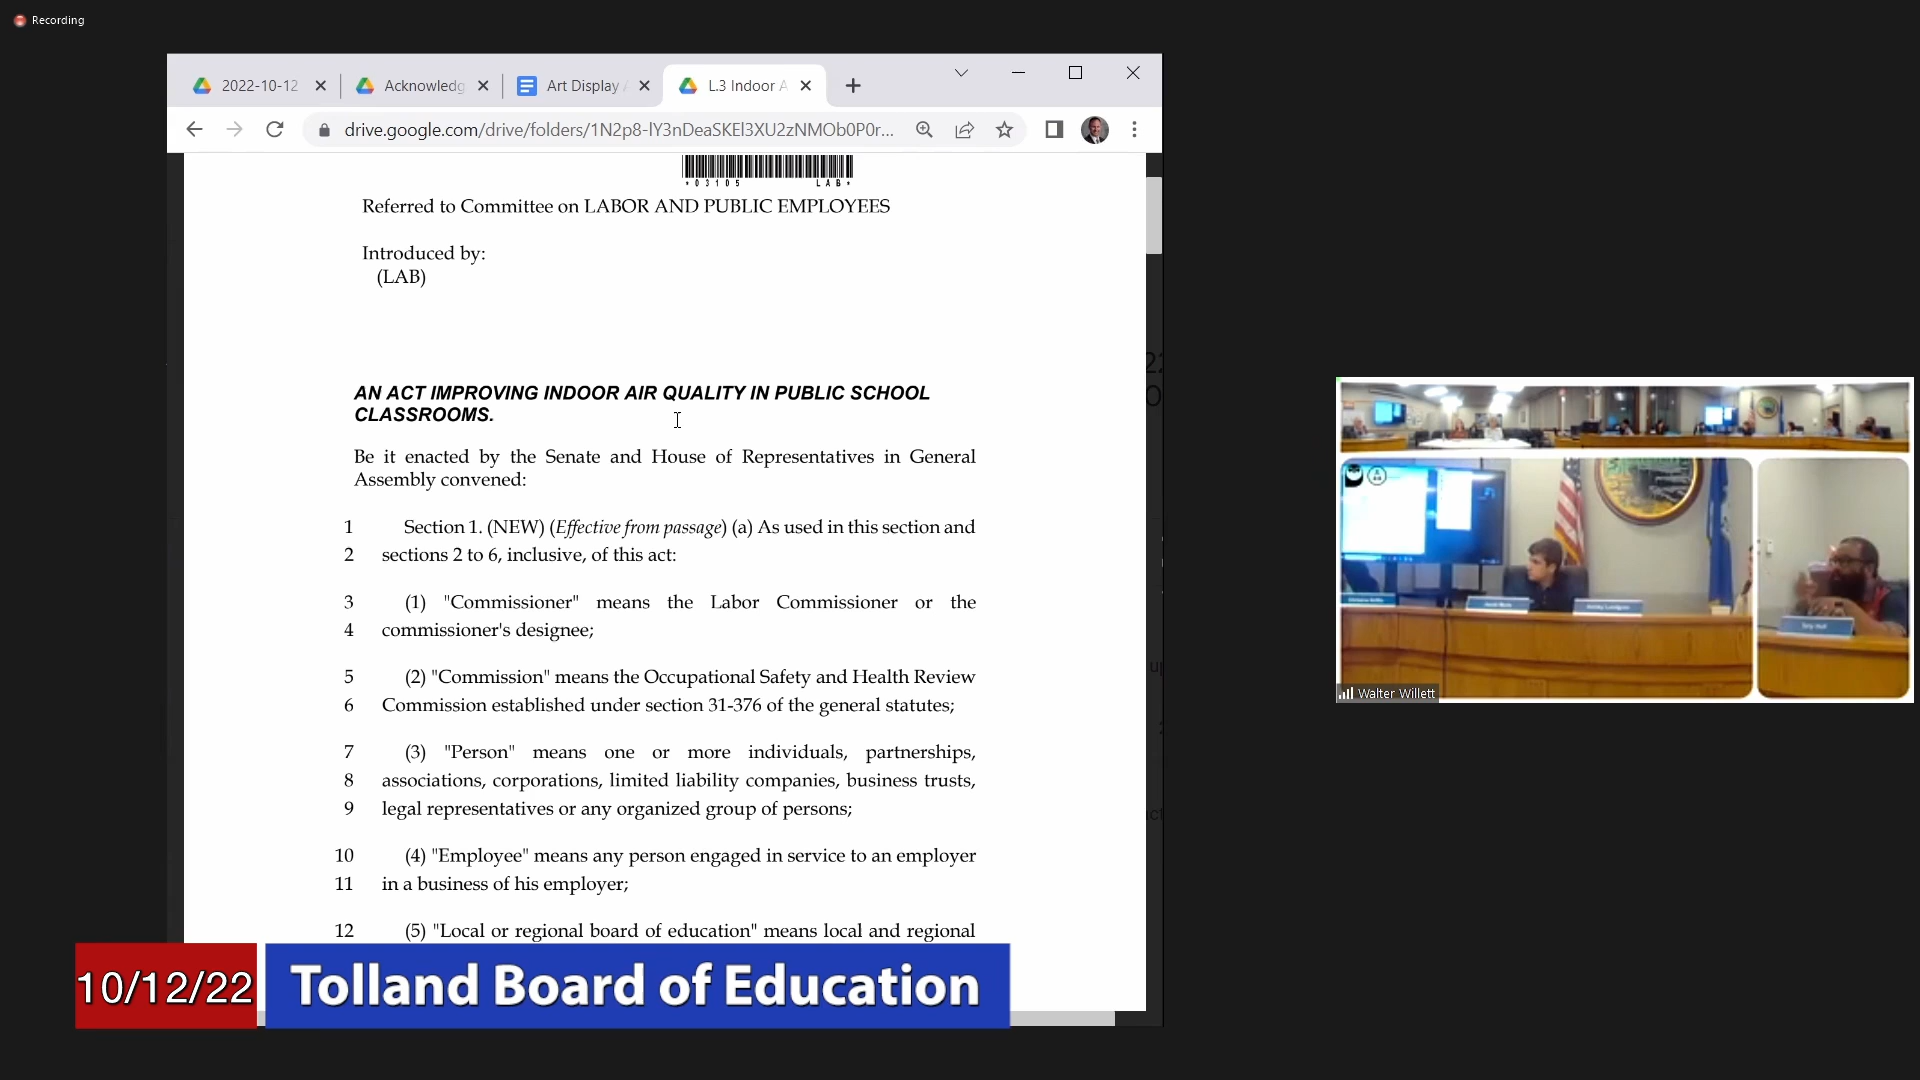 Recording
2022-10-12
Acknowledg
Art Display
L.3 Indoor A
drive.google.com/drive/folders/1N2p8-lY3nDeaSKEl3XU2zNMOb0P0r...
*03105 LAB*
Referred to Committee on LABOR AND PUBLIC EMPLOYEES
Introduced by:
(LAB)
AN ACT IMPROVING INDOOR AIR QUALITY IN PUBLIC SCHOOL
CLASSROOMS.
Be it enacted by the Senate and House of Representatives in General
Assembly convened:
1 Section 1. (NEW) (Effective from passage) (a) As used in this section and
2 sections 2 to 6, inclusive, of this act:
3 (1) "Commissioner" means the Labor Commissioner or the
4 commissioner's designee;
5 (2) "Commission" means the Occupational Safety and Health Review
6 Commission established under section 31-376 of the general statutes;
7 (3) "Person" means one or more individuals, partnerships,
8 associations, corporations, limited liability companies, business trusts,
9 legal representatives or any organized group of persons;
10 (4) "Employee" means any person engaged in service to an employer
11 in a business of his employer;
12 (5) "Local or regional board of education" means local and regional
10/12/22 Tolland Board of Education
Walter Willett